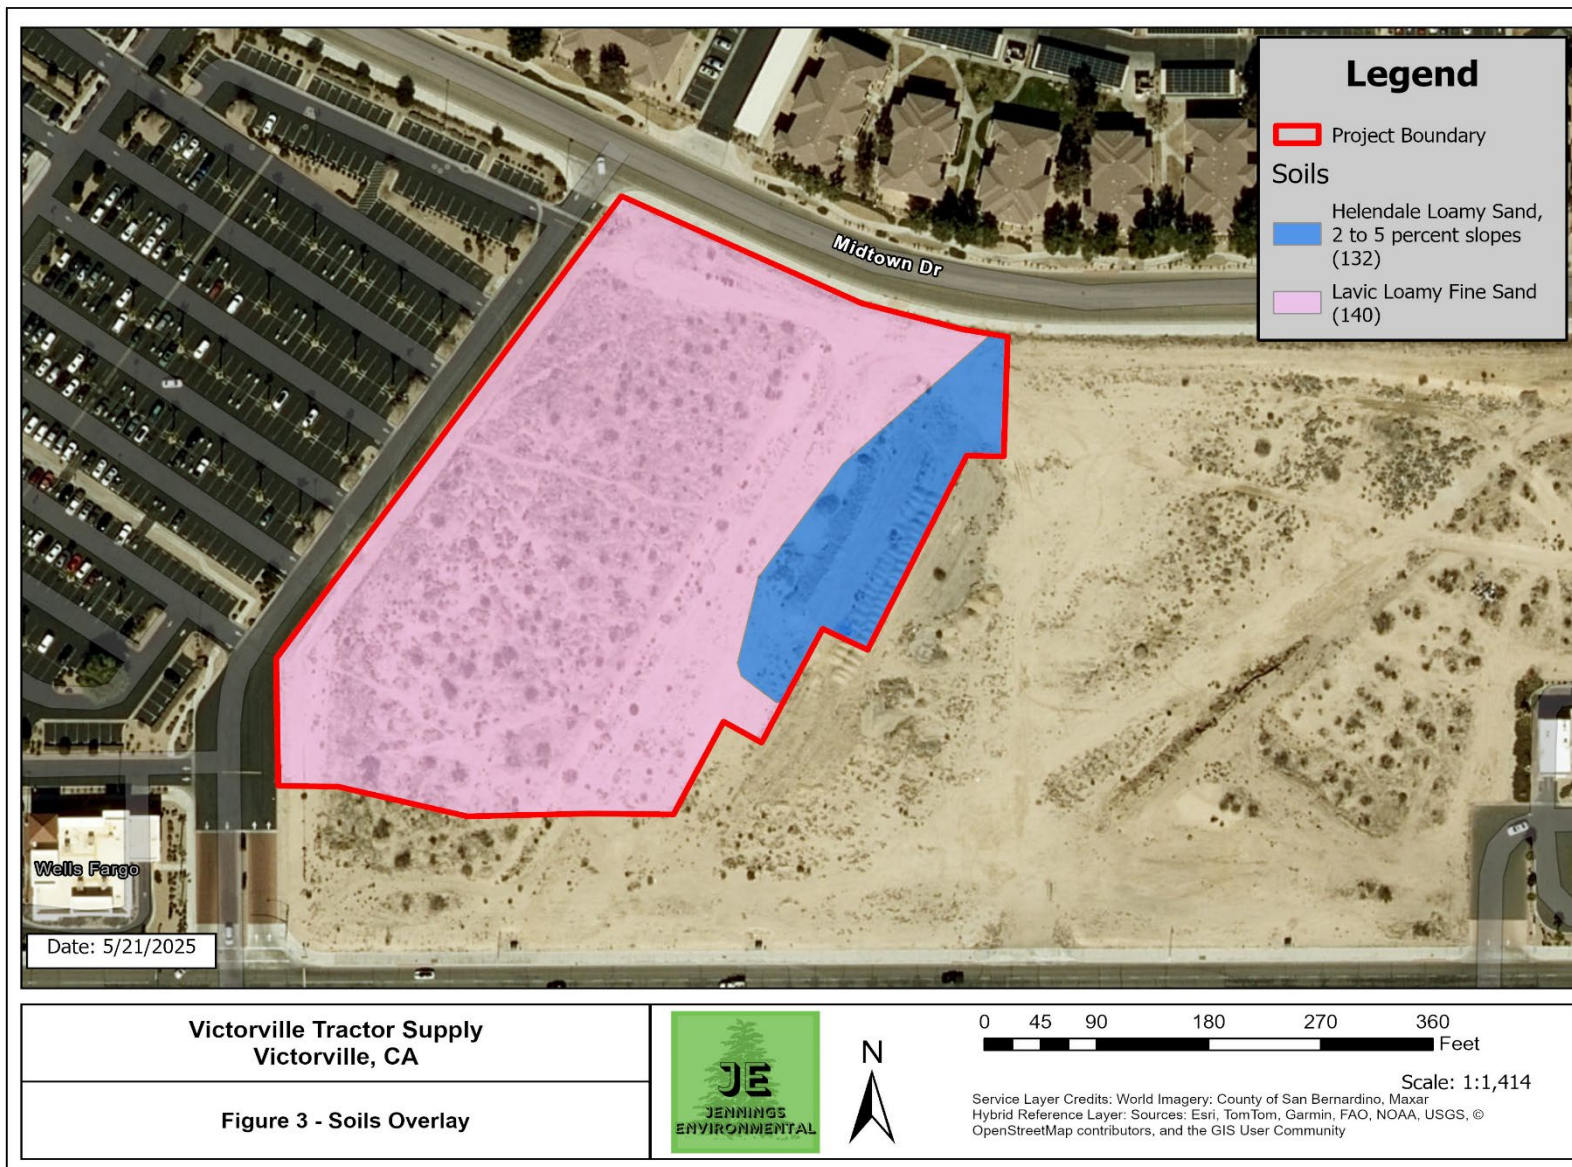 Legend
Project Boundary
Soils
Helendale Loamy Sand,
2 to 5 percent slopes
(132)
Lavic Loamy Fine Sand
(140)
Midtown Dr
Wells Fargo
Date: 5/21/2025
Victorville Tractor Supply
Victorville, CA
Figure 3 - Soils Overlay
JE
JENNINGS
ENVIRONMENTAL
N
0 45 90 180 270 360
Feet
Scale: 1:1,414
Service Layer Credits: World Imagery: County of San Bernardino, Maxar
Hybrid Reference Layer: Sources: Esri, TomTom, Garmin, FAO, NOAA, USGS, ©
OpenStreetMap contributors, and the GIS User Community